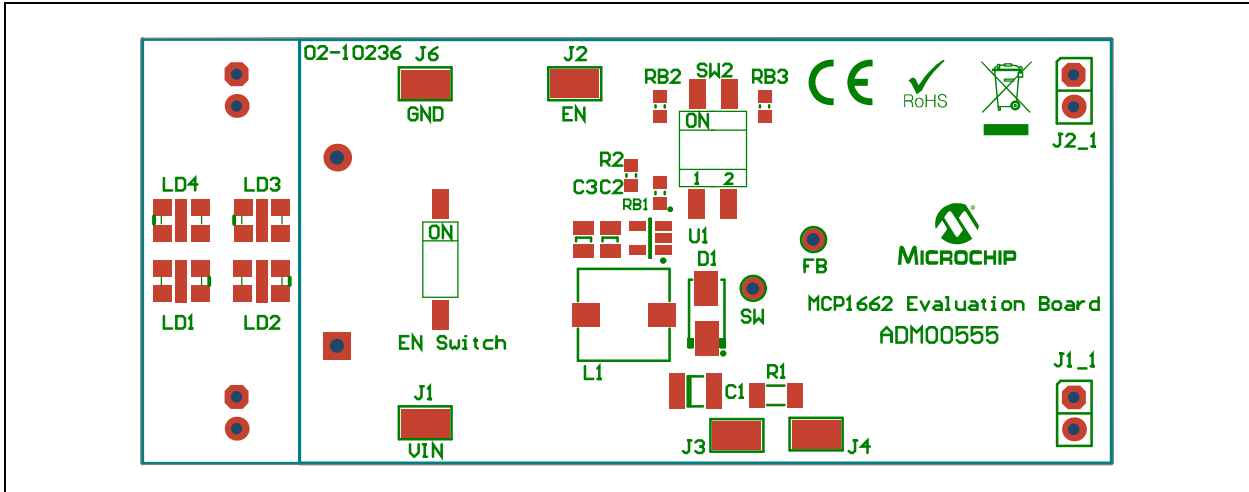 02-10236
J6
GND
J2
EN
RB2
SW2
RB3
ON
1 2
CE
RoHS
J2_1
R2
C3C2
RB1
U1
LD4
LD3
LD1
LD2
ON
EN Switch
D1
FB
SW
MICROCHIP
®
MCP1662 Evaluation Board
ADM00555
L1
C1
R1
J1_1
J1
VIN
J3
J4